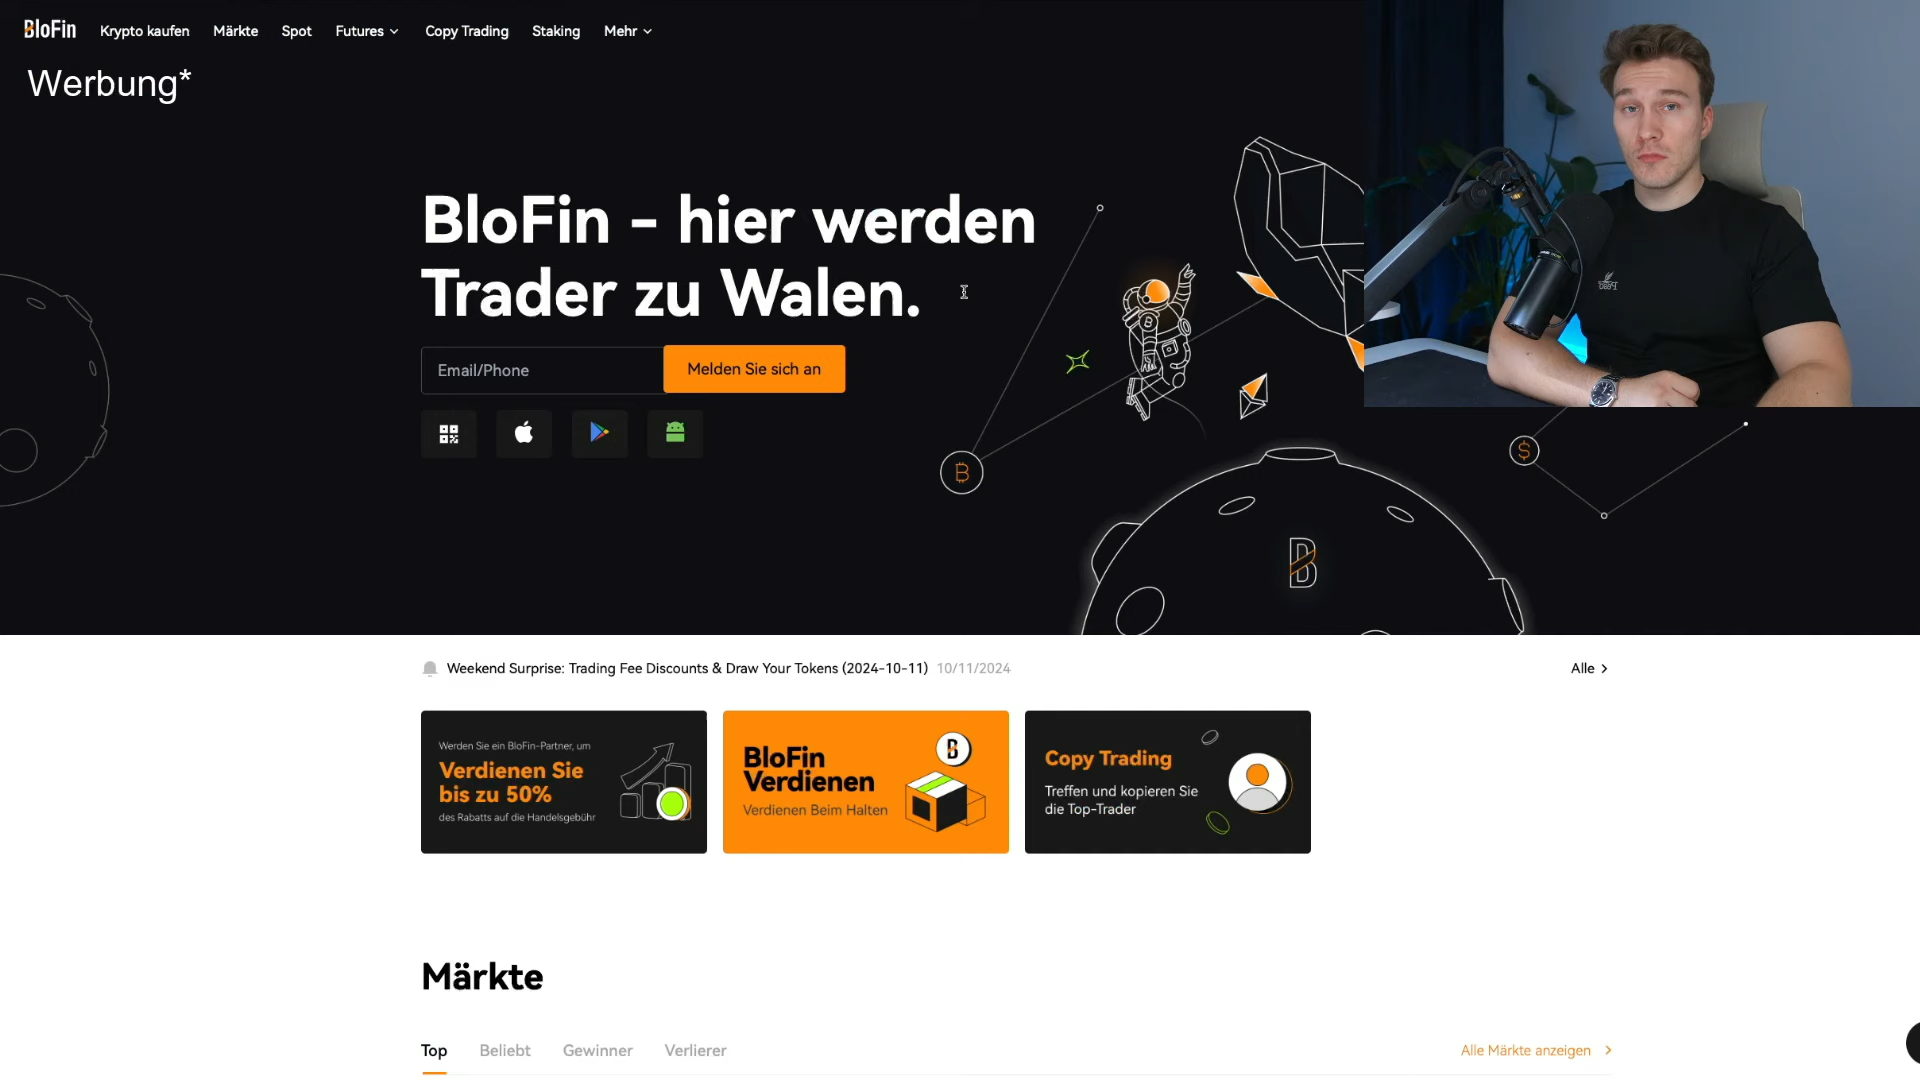 BloFin
Krypto kaufen
Märkte
Spot
Futures
Copy Trading
Staking
Mehr
Werbung*
BloFin - hier werden
Trader zu Walen.
Email/Phone
Melden Sie sich an
Weekend Surprise: Trading Fee Discounts & Draw Your Tokens (2024-10-11) 10/11/2024
Alle
Werden Sie ein BloFin-Partner, um
Verdienen Sie
bis zu 50%
des Rabatts auf die Handelsgebühr
BloFin
Verdienen
Verdienen Beim Halten
Copy Trading
Treffen und kopieren Sie
die Top-Trader
Märkte
Top
Beliebt
Gewinner
Verlierer
Alle Märkte anzeigen